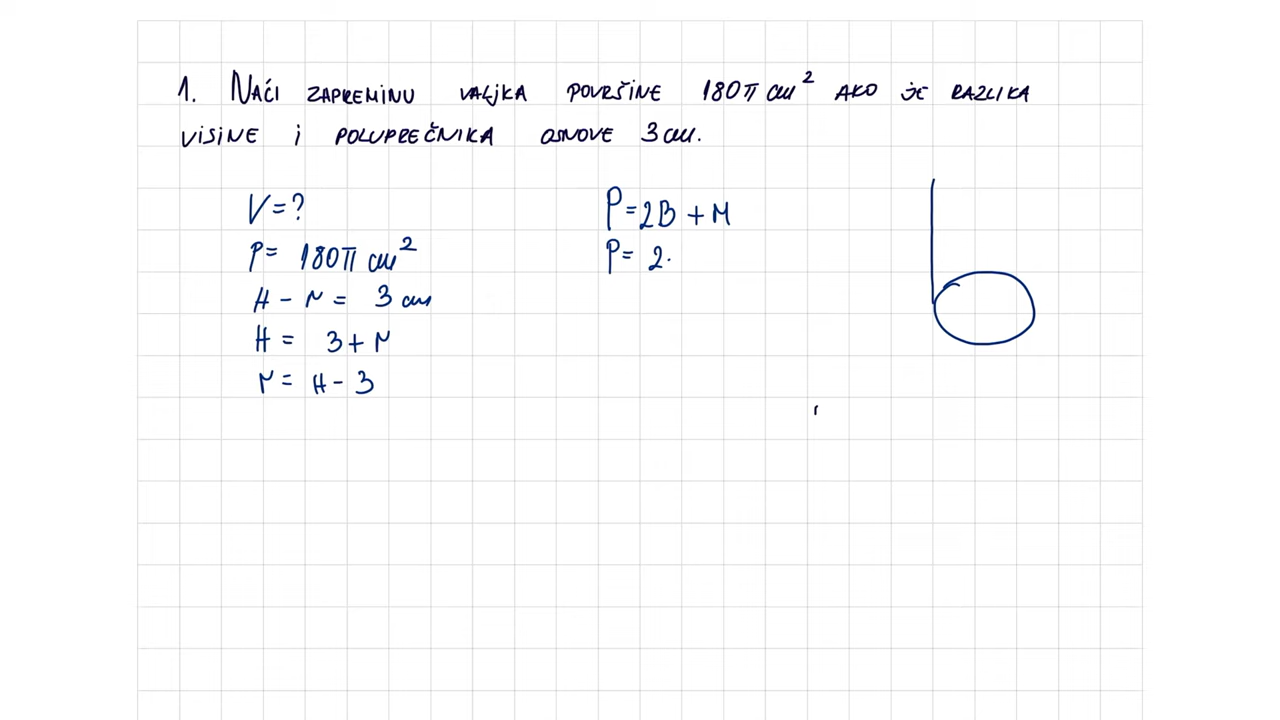 1. NAĆI ZAPREMINU VALJKA POVRŠINE 180π cm² AKO JE RAZLIKA
VISINE I POLUPREČNIKA OSNOVE 3 cm.
V = ?
P = 180π cm²
H - r = 3 cm
H = 3 + r
r = H - 3
P = 2B + M
P = 2·